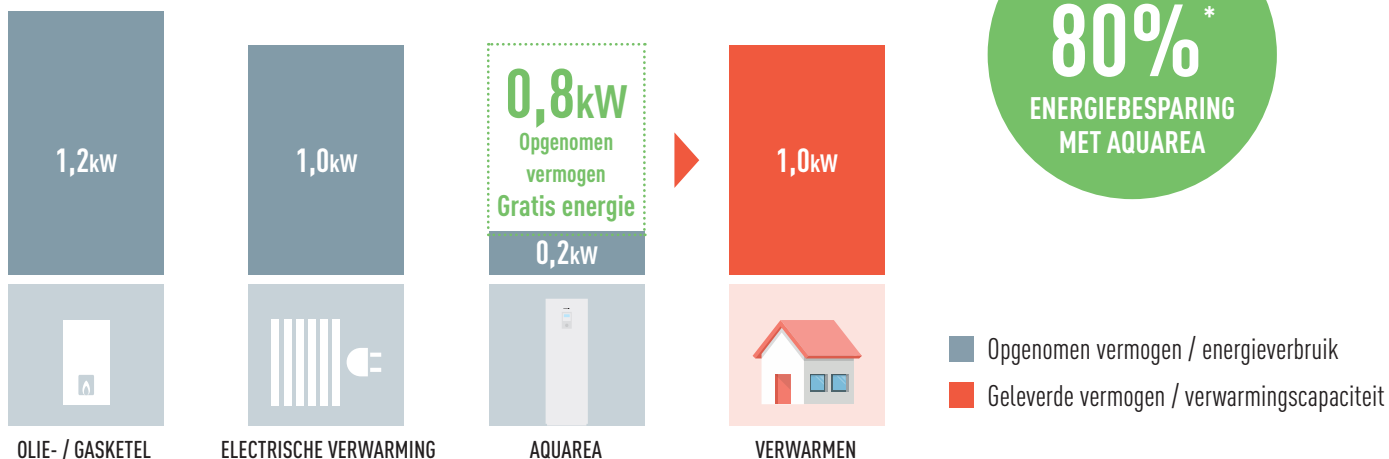 80%*
ENERGIEBESPARING
MET AQUAREA
1,2kW
1,0kW
0,8kW
Opgenomen
vermogen
Gratis energie
0,2kW
1,0kW
Opgenomen vermogen / energieverbruik
Geleverde vermogen / verwarmingscapaciteit
OLIE- / GASKETEL
ELECTRISCHE VERWARMING
AQUAREA
VERWARMEN